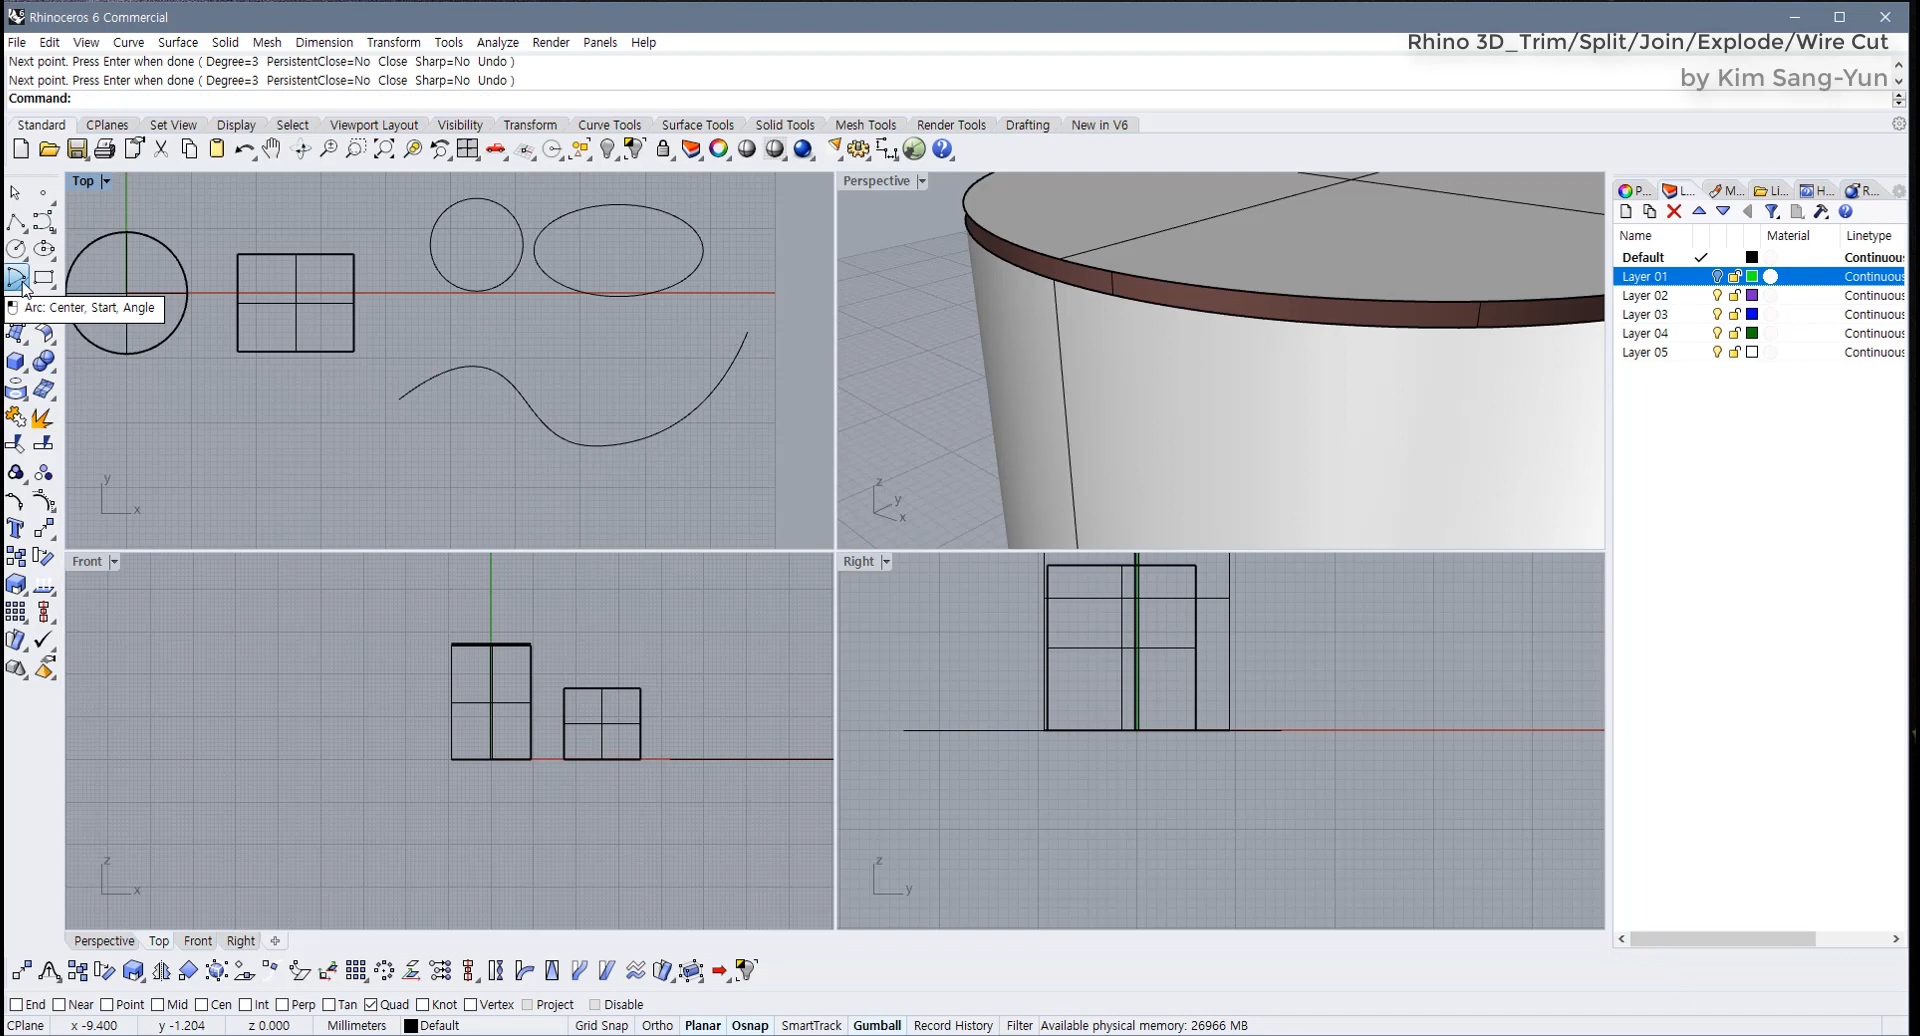 Rhinoceros 6 Commercial
File Edit View Curve Surface Solid Mesh Dimension Transform Tools Analyze Render Panels Help
Rhino 3D_Trim/Split/Join/Explode/Wire Cut
by Kim Sang-Yun
Next point. Press Enter when done ( Degree=3 PersistentClose=No Close Sharp=No Undo )
Next point. Press Enter when done ( Degree=3 PersistentClose=No Close Sharp=No Undo )
Command:
Standard CPlanes Set View Display Select Viewport Layout Visibility Transform Curve Tools Surface Tools Solid Tools Mesh Tools Render Tools Drafting New in V6
Top
Perspective
P... L... M... Li... H... R...
Name Material Linetype
Default Continuous
Layer 01 Continuous
Layer 02 Continuous
Layer 03 Continuous
Layer 04 Continuous
Layer 05 Continuous
Arc: Center, Start, Angle
y
x
z
y
x
Front
Right
z
x
z
y
Perspective Top Front Right
End Near Point Mid Cen Int Perp Tan Quad Knot Vertex Project Disable
CPlane x -9.400 y -1.204 z 0.000 Millimeters Default Grid Snap Ortho Planar Osnap SmartTrack Gumball Record History Filter Available physical memory: 26966 MB